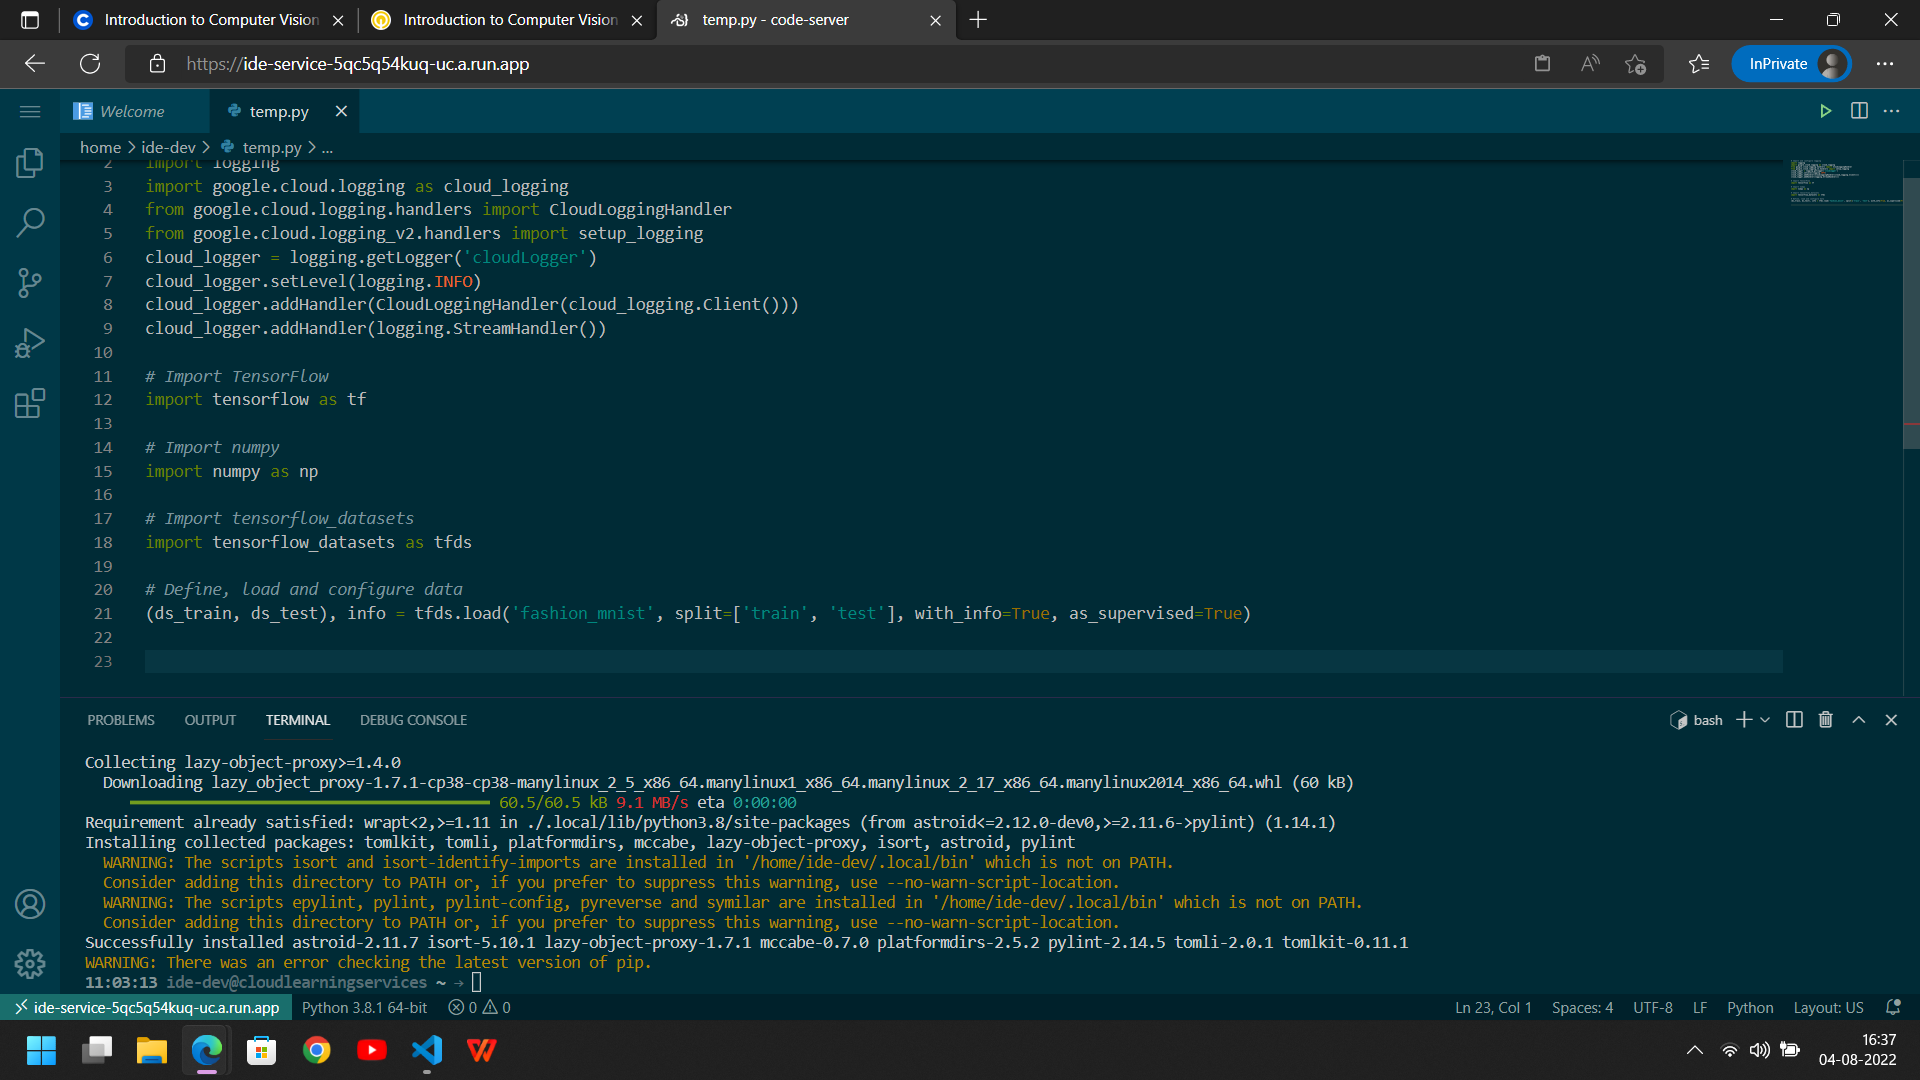 Introduction to Computer Vision
Introduction to Computer Vision
temp.py - code-server
https://ide-service-5qc5q54kuq-uc.a.run.app
InPrivate
Welcome
temp.py
home > ide-dev > temp.py > ...
2 import logging
3 import google.cloud.logging as cloud_logging
4 from google.cloud.logging.handlers import CloudLoggingHandler
5 from google.cloud.logging_v2.handlers import setup_logging
6 cloud_logger = logging.getLogger('cloudLogger')
7 cloud_logger.setLevel(logging.INFO)
8 cloud_logger.addHandler(CloudLoggingHandler(cloud_logging.Client()))
9 cloud_logger.addHandler(logging.StreamHandler())
10
11 # Import TensorFlow
12 import tensorflow as tf
13
14 # Import numpy
15 import numpy as np
16
17 # Import tensorflow_datasets
18 import tensorflow_datasets as tfds
19
20 # Define, load and configure data
21 (ds_train, ds_test), info = tfds.load('fashion_mnist', split=['train', 'test'], with_info=True, as_supervised=True)
22
23
PROBLEMS OUTPUT TERMINAL DEBUG CONSOLE
bash
Collecting lazy-object-proxy>=1.4.0
Downloading lazy_object_proxy-1.7.1-cp38-cp38-manylinux_2_5_x86_64.manylinux1_x86_64.manylinux_2_17_x86_64.manylinux2014_x86_64.whl (60 kB)
60.5/60.5 kB 9.1 MB/s eta 0:00:00
Requirement already satisfied: wrapt<2,>=1.11 in ./.local/lib/python3.8/site-packages (from astroid<=2.12.0-dev0,>=2.11.6->pylint) (1.14.1)
Installing collected packages: tomlkit, tomli, platformdirs, mccabe, lazy-object-proxy, isort, astroid, pylint
WARNING: The scripts isort and isort-identify-imports are installed in '/home/ide-dev/.local/bin' which is not on PATH.
Consider adding this directory to PATH or, if you prefer to suppress this warning, use --no-warn-script-location.
WARNING: The scripts epylint, pylint, pylint-config, pyreverse and symilar are installed in '/home/ide-dev/.local/bin' which is not on PATH.
Consider adding this directory to PATH or, if you prefer to suppress this warning, use --no-warn-script-location.
Successfully installed astroid-2.11.7 isort-5.10.1 lazy-object-proxy-1.7.1 mccabe-0.7.0 platformdirs-2.5.2 pylint-2.14.5 tomli-2.0.1 tomlkit-0.11.1
WARNING: There was an error checking the latest version of pip.
11:03:13 ide-dev@cloudlearningservices ~ →
ide-service-5qc5q54kuq-uc.a.run.app Python 3.8.1 64-bit 0 0 Ln 23, Col 1 Spaces: 4 UTF-8 LF Python Layout: US
16:37
04-08-2022